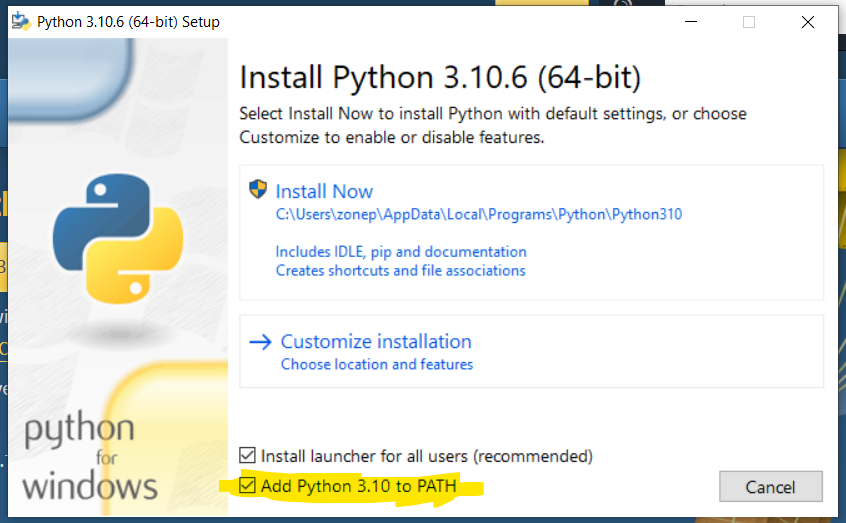 Python 3.10.6 (64-bit) Setup
Install Python 3.10.6 (64-bit)
Select Install Now to install Python with default settings, or choose
Customize to enable or disable features.
Install Now
C:\Users\zonep\AppData\Local\Programs\Python\Python310
Includes IDLE, pip and documentation
Creates shortcuts and file associations
Customize installation
Choose location and features
python
for
windows
Install launcher for all users (recommended)
Add Python 3.10 to PATH
Cancel